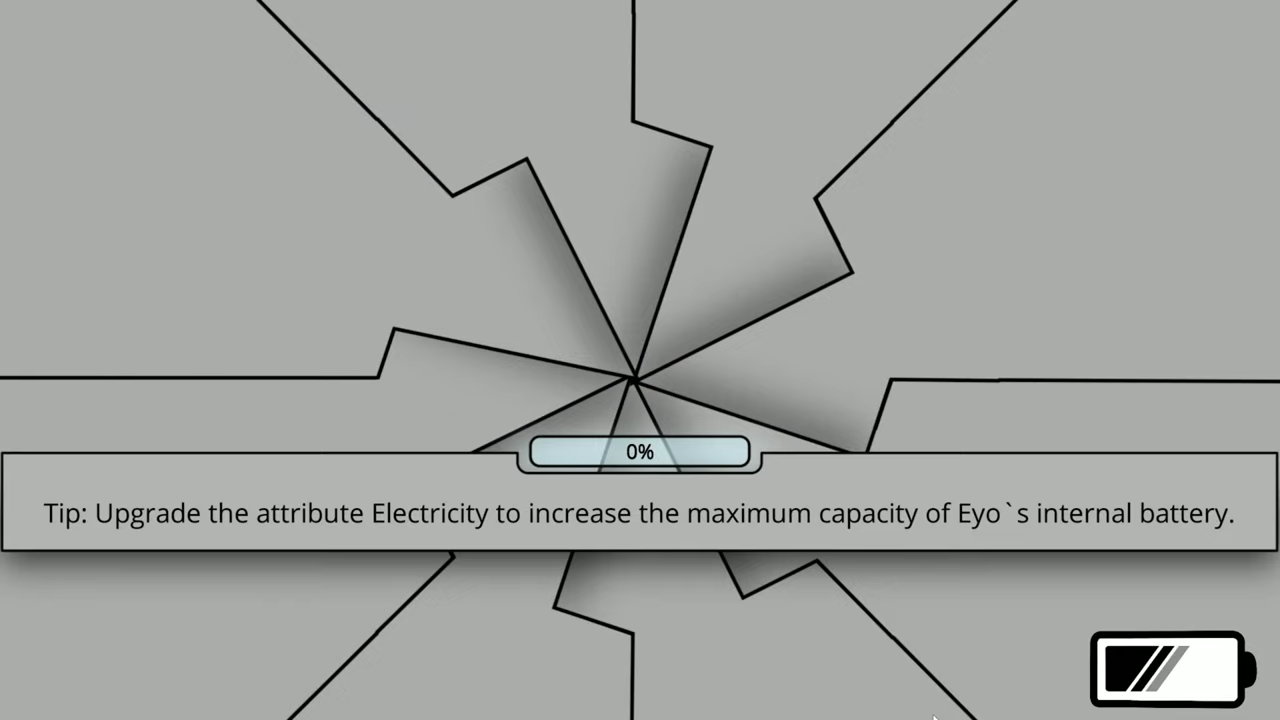 0%
Tip: Upgrade the attribute Electricity to increase the maximum capacity of Eyo`s internal battery.